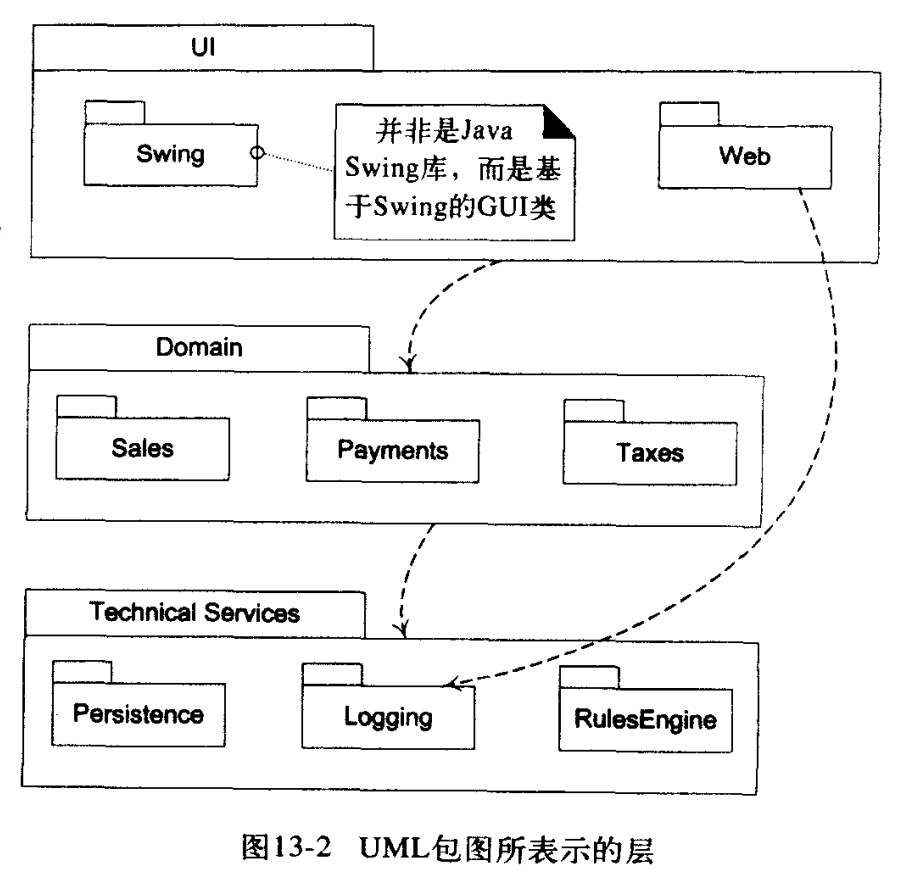 UI
Swing
并非是Java
Swing库，而是基
于Swing的GUI类
Web
Domain
Sales
Payments
Taxes
Technical Services
Persistence
Logging
RulesEngine
图13-2 UML包图所表示的层